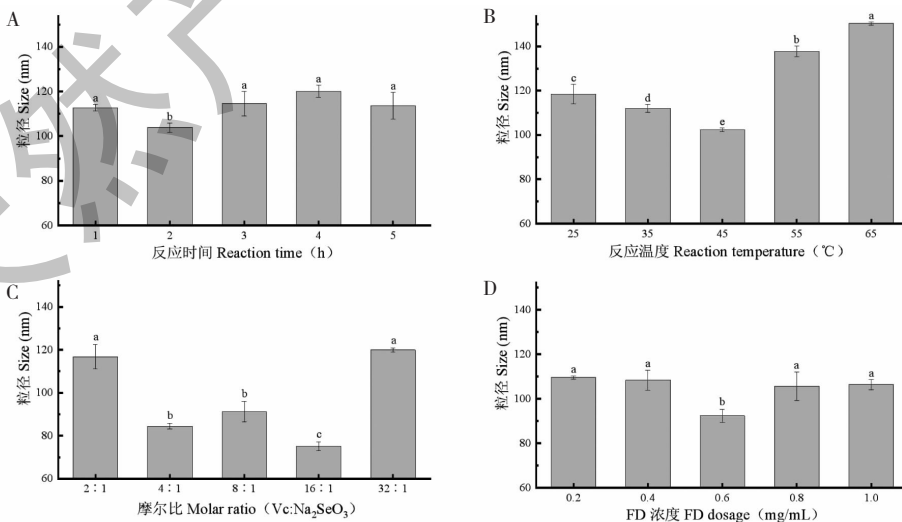 A
粒径 Size (nm)
140
120
100
80
60
a
b
a
a
a
1 2 3 4 5
反应时间 Reaction time（h）
B
粒径 Size (nm)
140
120
100
80
60
c
d
e
b
a
25 35 45 55 65
反应温度 Reaction temperature（℃）
C
粒径 Size (nm)
140
120
100
80
60
a
b
b
c
a
2∶1 4∶1 8∶1 16∶1 32∶1
摩尔比 Molar ratio（Vc:Na₂SeO₃）
D
粒径 Size (nm)
140
120
100
80
60
a
a
b
a
a
0.2 0.4 0.6 0.8 1.0
FD 浓度 FD dosage（mg/mL）